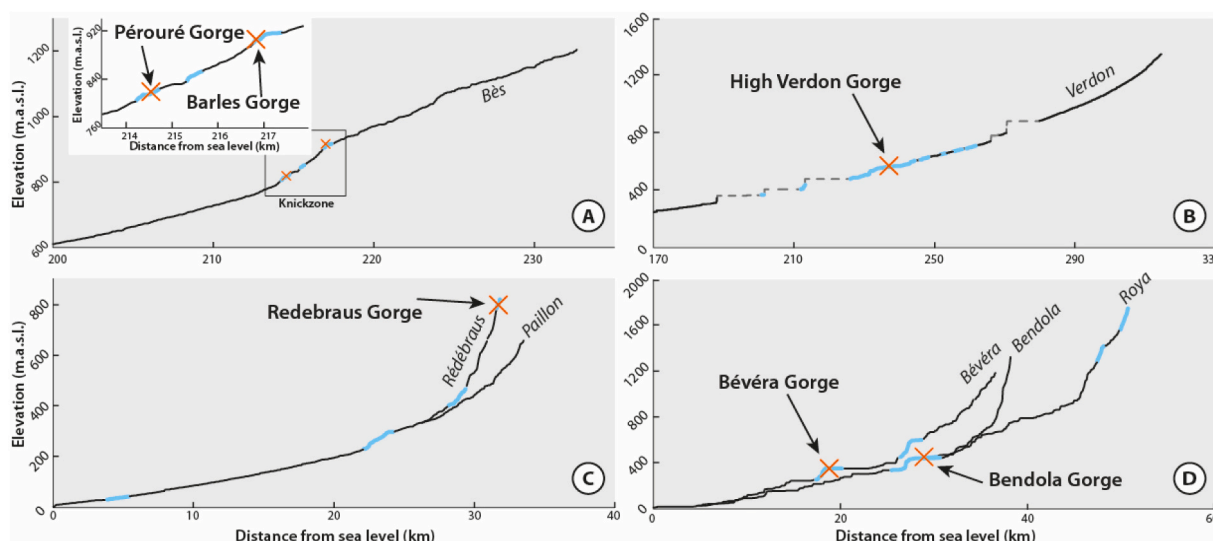 Pérouré Gorge
Barles Gorge
Elevation (m.a.s.l.)
920
840
760
214
215
216
217
Distance from sea level (km)
Bès
Knickzone
A
Elevation (m.a.s.l.)
1200
1000
800
600
200
210
220
230
High Verdon Gorge
Verdon
B
1600
1200
800
400
0
170
210
250
290
33
Redebraus Gorge
Rédébraus
Paillon
C
Elevation (m.a.s.l.)
800
600
400
200
0
0
10
20
30
40
Distance from sea level (km)
Bévéra Gorge
Bévéra
Bendola
Roya
Bendola Gorge
D
2000
1600
1200
800
400
0
0
20
40
60
Distance from sea level (km)